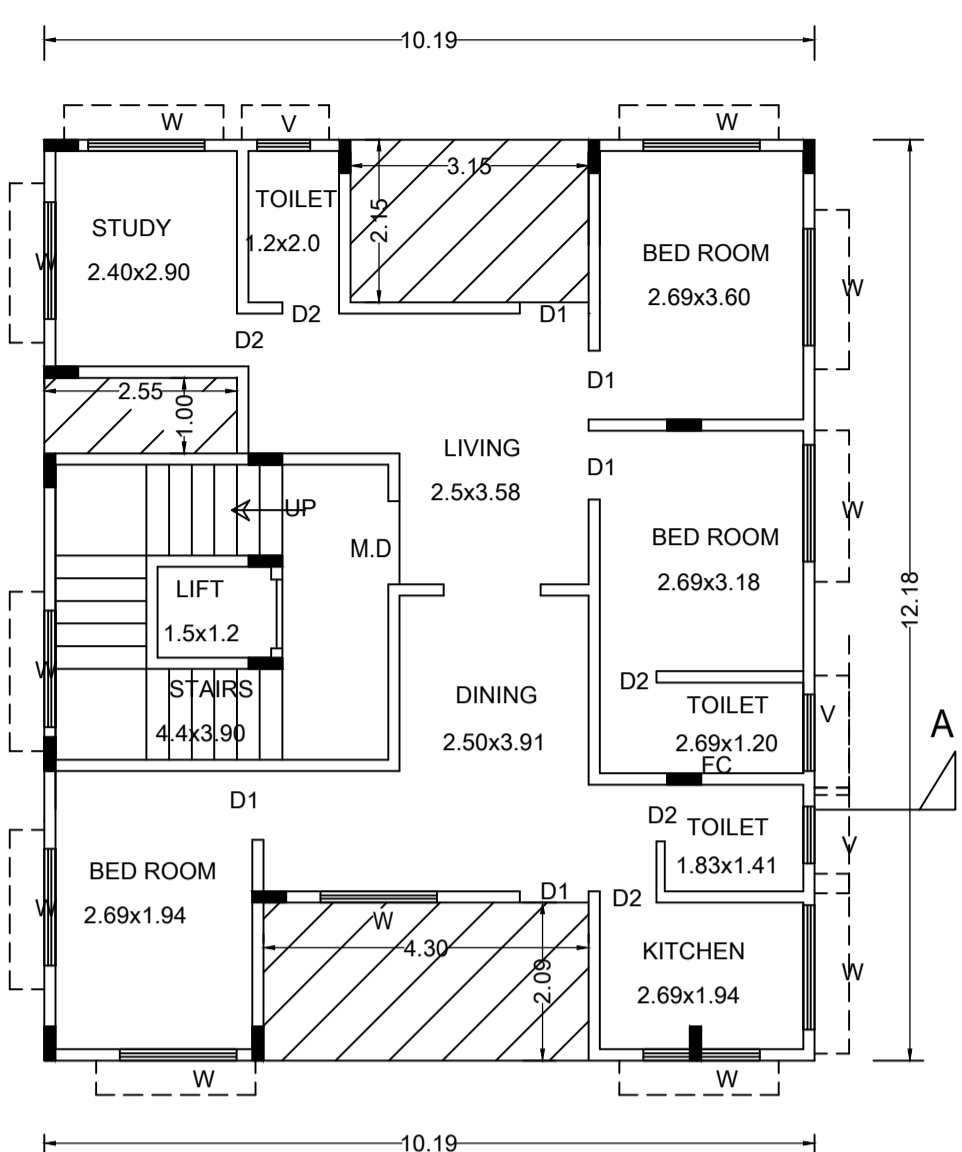 10.19
W
V
W
3.15
TOILET
1.2x2.0
2.15
STUDY
2.40x2.90
W
BED ROOM
2.69x3.60
W
D2
D1
D2
D1
2.55
1.00
LIVING
2.5x3.58
D1
UP
W
M.D
BED ROOM
2.69x3.18
LIFT
1.5x1.2
12.18
W
STAIRS
4.4x3.90
D2
DINING
2.50x3.91
TOILET
2.69x1.20
FC
V
A
D1
D2
TOILET
1.83x1.41
V
BED ROOM
2.69x1.94
W
D1
D2
W
4.30
2.09
KITCHEN
2.69x1.94
W
W
W
10.19